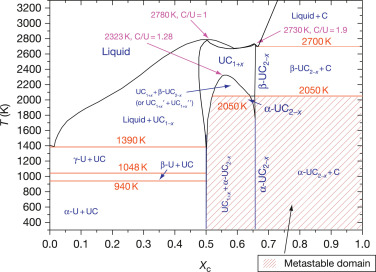 2780 K, C/U = 1
2323 K, C/U = 1.28
2730 K, C/U = 1.9
Liquid + C
2700 K
Liquid
UC1+x
β-UC2–x
β-UC2–x + C
UC1+x + β-UC2–x
(or UC1+x' + UC1+x'')
2050 K
2050 K
α-UC2–x
Liquid + UC1–x
1390 K
γ-U + UC
1048 K
β-U + UC
940 K
α-U + UC
UC1+x + α-UC2–x
α-UC2–x
α-UC2–x + C
T (K)
2800
2600
2400
2200
2000
1800
1600
1400
1200
1000
800
600
400
0.0 0.1 0.2 0.3 0.4 0.5 0.6 0.7 0.8 0.9 1.0
XC
Metastable domain